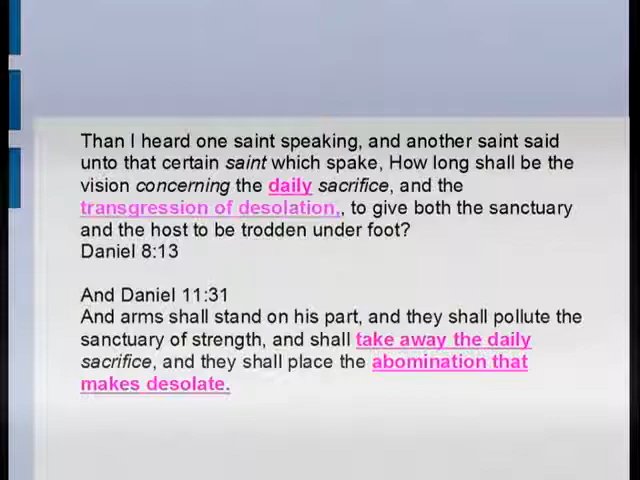 Than I heard one saint speaking, and another saint said
unto that certain saint which spake, How long shall be the
vision concerning the daily sacrifice, and the
transgression of desolation,, to give both the sanctuary
and the host to be trodden under foot?
Daniel 8:13
And Daniel 11:31
And arms shall stand on his part, and they shall pollute the
sanctuary of strength, and shall take away the daily
sacrifice, and they shall place the abomination that
makes desolate.